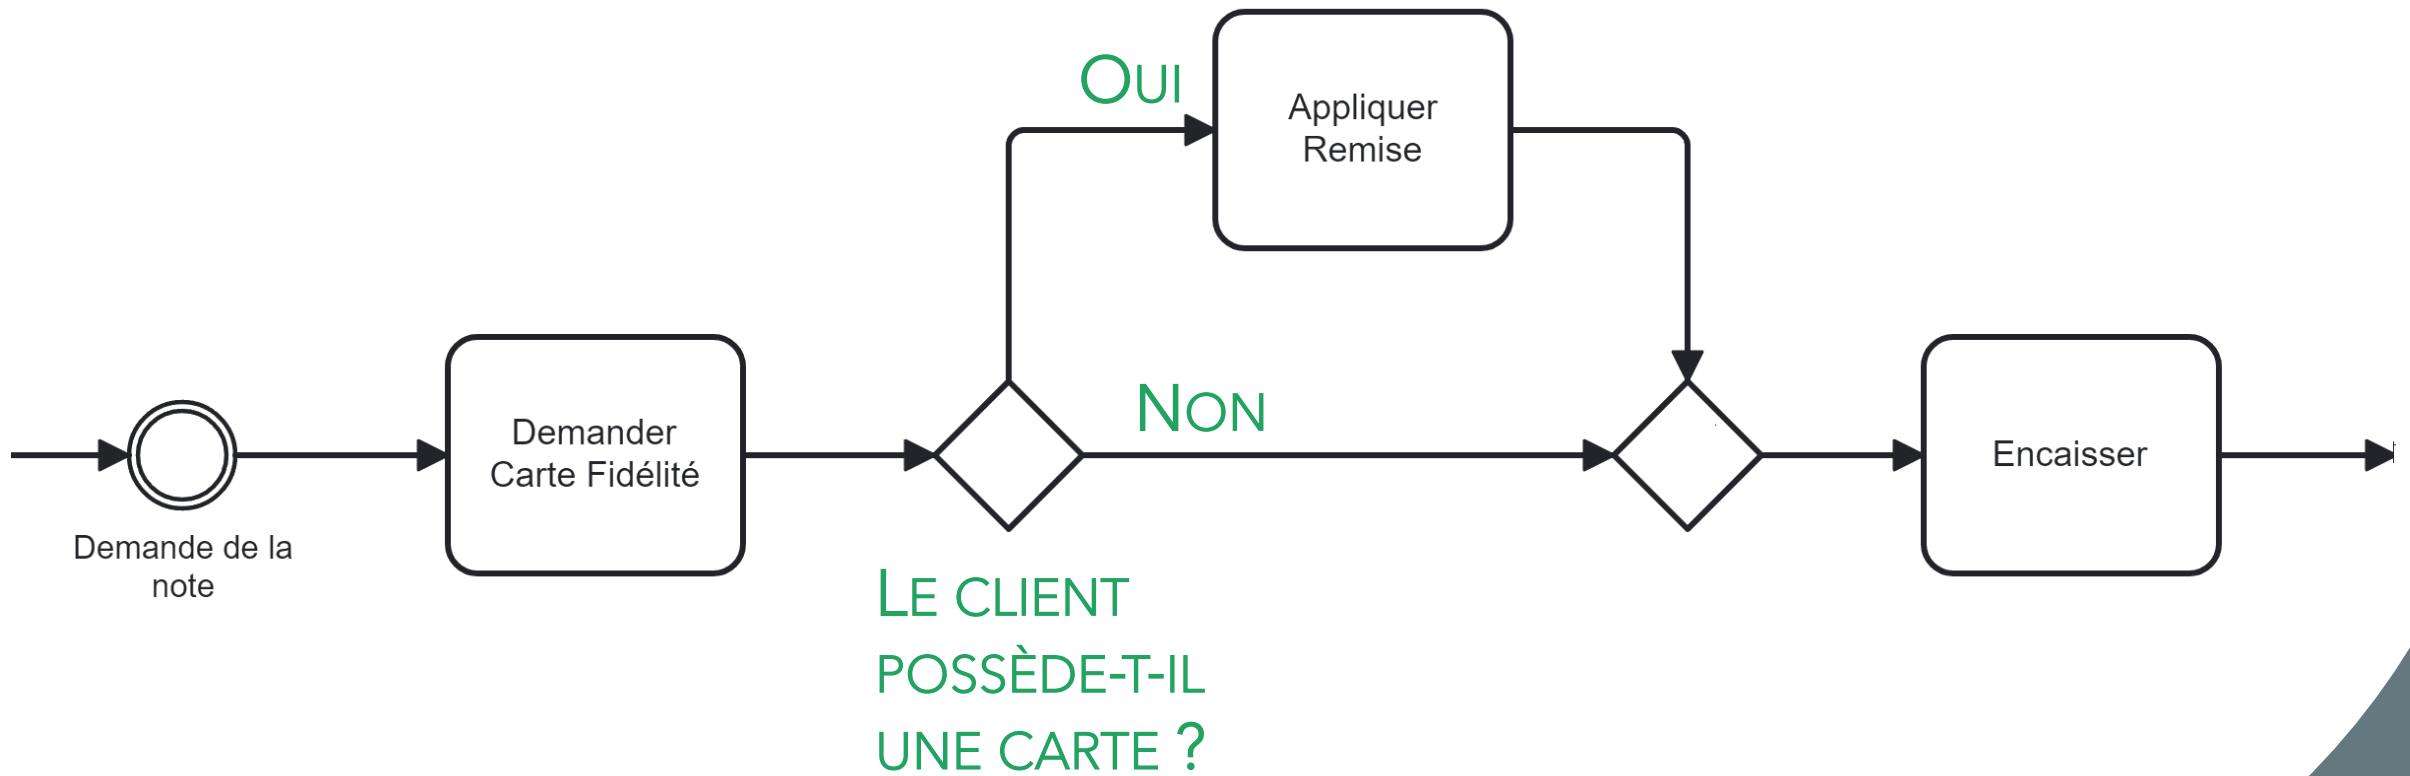 OUI
Appliquer
Remise
NON
Demander
Carte Fidélité
Encaisser
Demande de la
note
LE CLIENT
POSSÈDE-T-IL
UNE CARTE ?